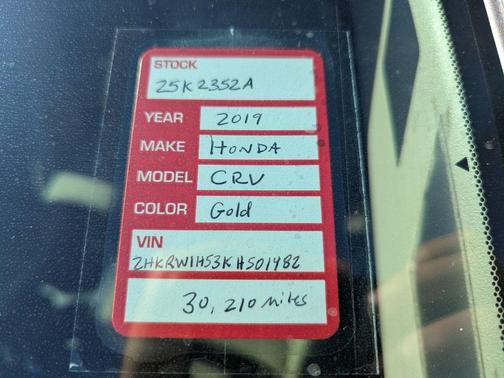 STOCK
25K2352A
YEAR 2019
MAKE HONDA
MODEL CRV
COLOR Gold
VIN
2HKRW1H53KH501982
30,210 miles